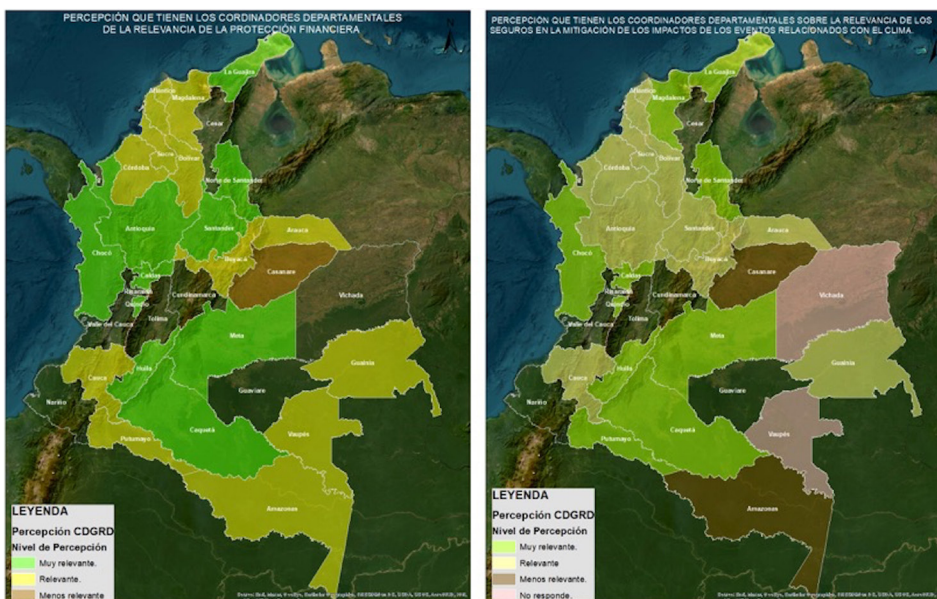 PERCEPCIÓN QUE TIENEN LOS CORDINADORES DEPARTAMENTALES
DE LA RELEVANCIA DE LA PROTECCIÓN FINANCIERA
N
La Guajira
Atlántico
Magdalena
Cesar
Sucre
Bolívar
Córdoba
Norte de Santander
Antioquia
Santander
Arauca
Chocó
Boyacá
Caldas
Casanare
Risaralda
Cundinamarca
Vichada
Quindío
Tolima
Valle del Cauca
Meta
Guainía
Cauca
Huila
Guaviare
Nariño
Caquetá
Vaupés
Putumayo
Amazonas
LEYENDA
Percepción CDGRD
Nivel de Percepción
Muy relevante.
Relevante.
Menos relevante
PERCEPCIÓN QUE TIENEN LOS COORDINADORES DEPARTAMENTALES SOBRE LA RELEVANCIA DE LOS
SEGUROS EN LA MITIGACIÓN DE LOS IMPACTOS DE LOS EVENTOS RELACIONADOS CON EL CLIMA.
La Guajira
Atlántico
Magdalena
Cesar
Sucre
Bolívar
Córdoba
Norte de Santander
Antioquia
Santander
Arauca
Chocó
Boyacá
Caldas
Casanare
Risaralda
Cundinamarca
Vichada
Quindío
Tolima
Valle del Cauca
Meta
Guainía
Cauca
Huila
Guaviare
Nariño
Caquetá
Vaupés
Putumayo
Amazonas
LEYENDA
Percepción CDGRD
Nivel de Percepción
Muy relevante.
Relevante.
Menos relevante.
No responde.